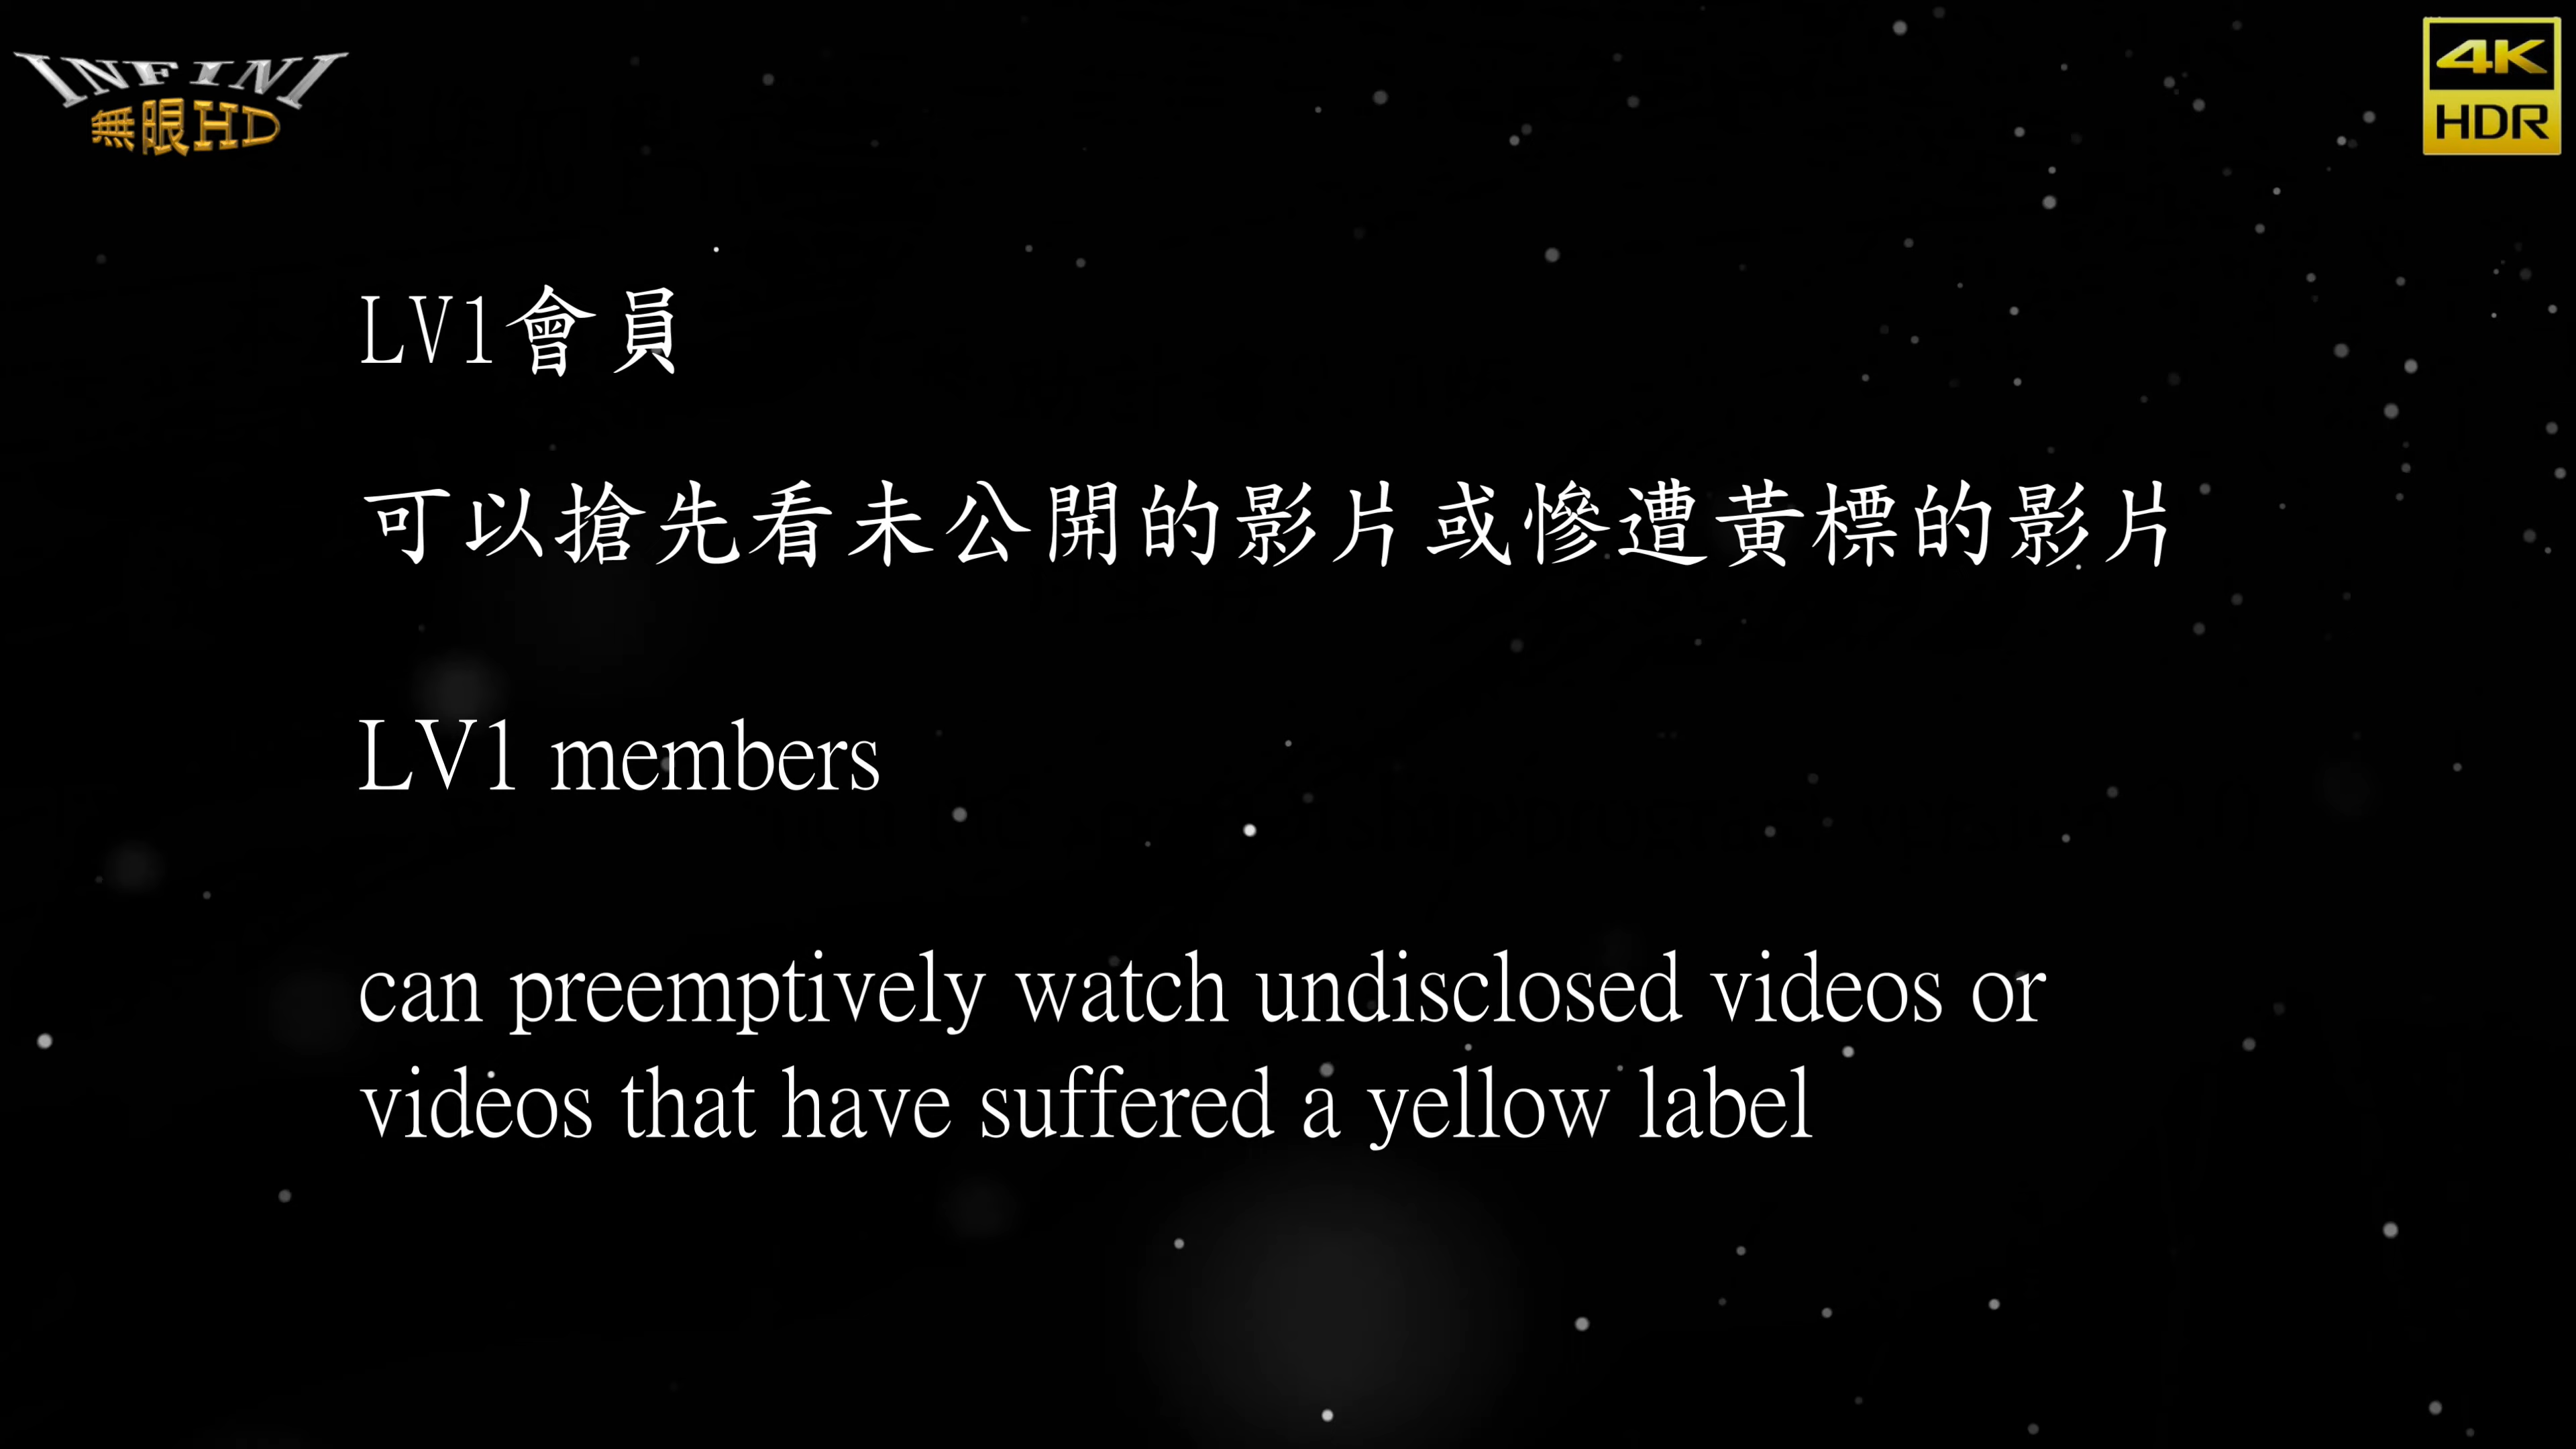 INFINI
無眼HD
4K
HDR
LV1會員
可以搶先看未公開的影片或慘遭黃標的影片
LV1 members
can preemptively watch undisclosed videos or
videos that have suffered a yellow label